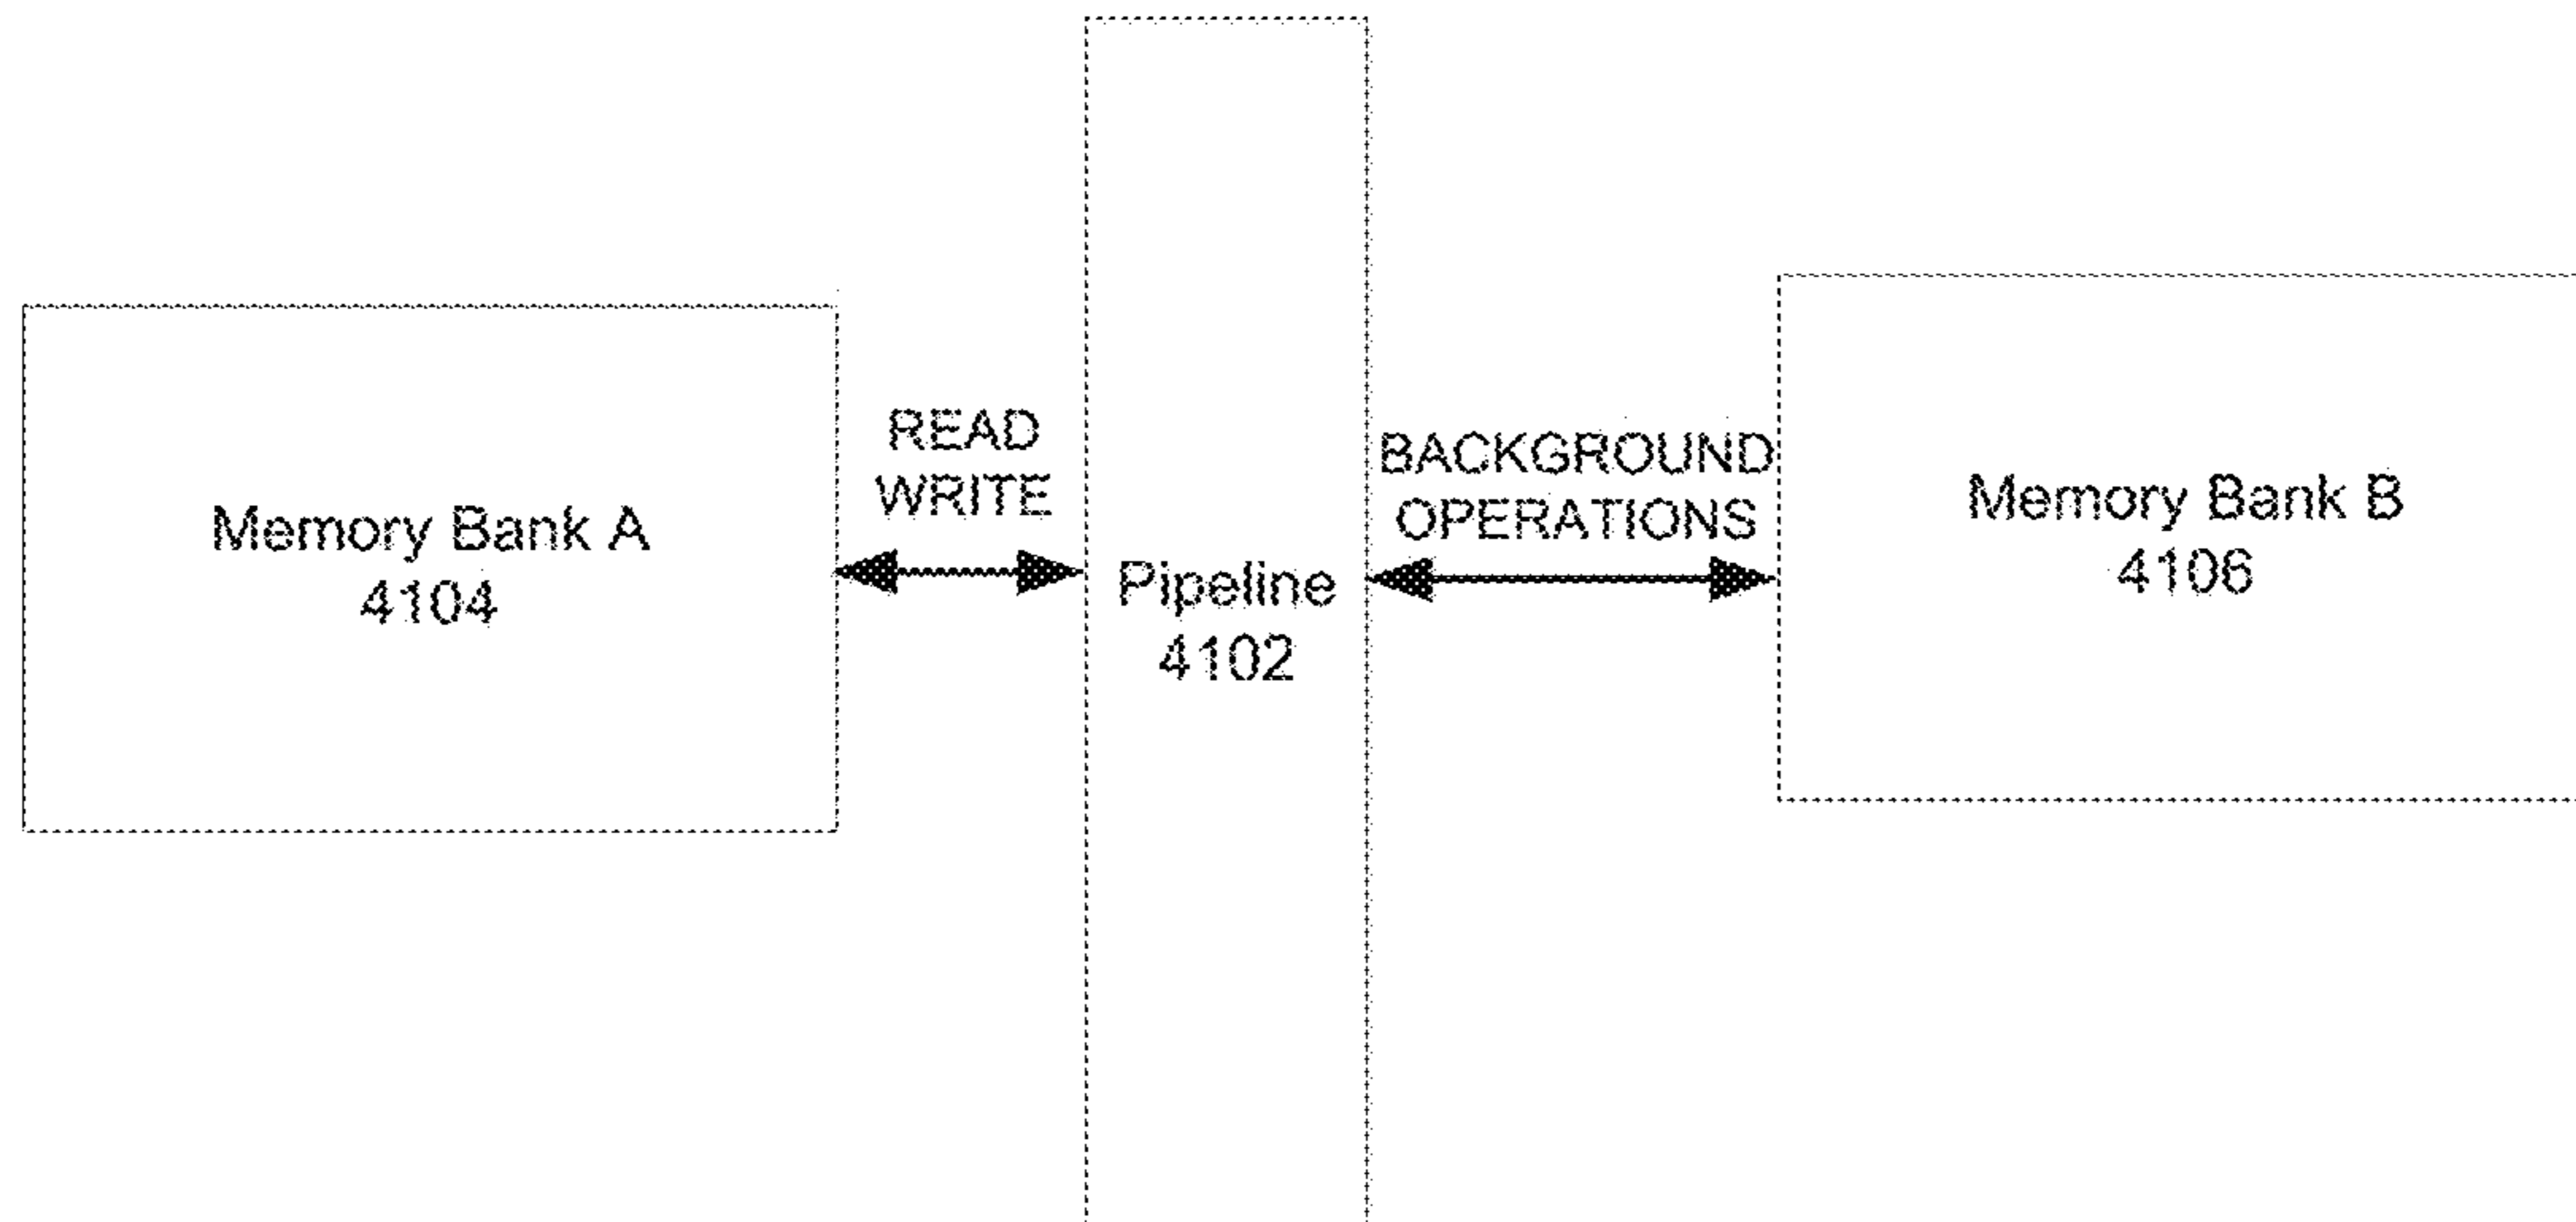 Memory Bank A
4104
READ
WRITE
Pipeline
4102
BACKGROUND
OPERATIONS
Memory Bank B
4106